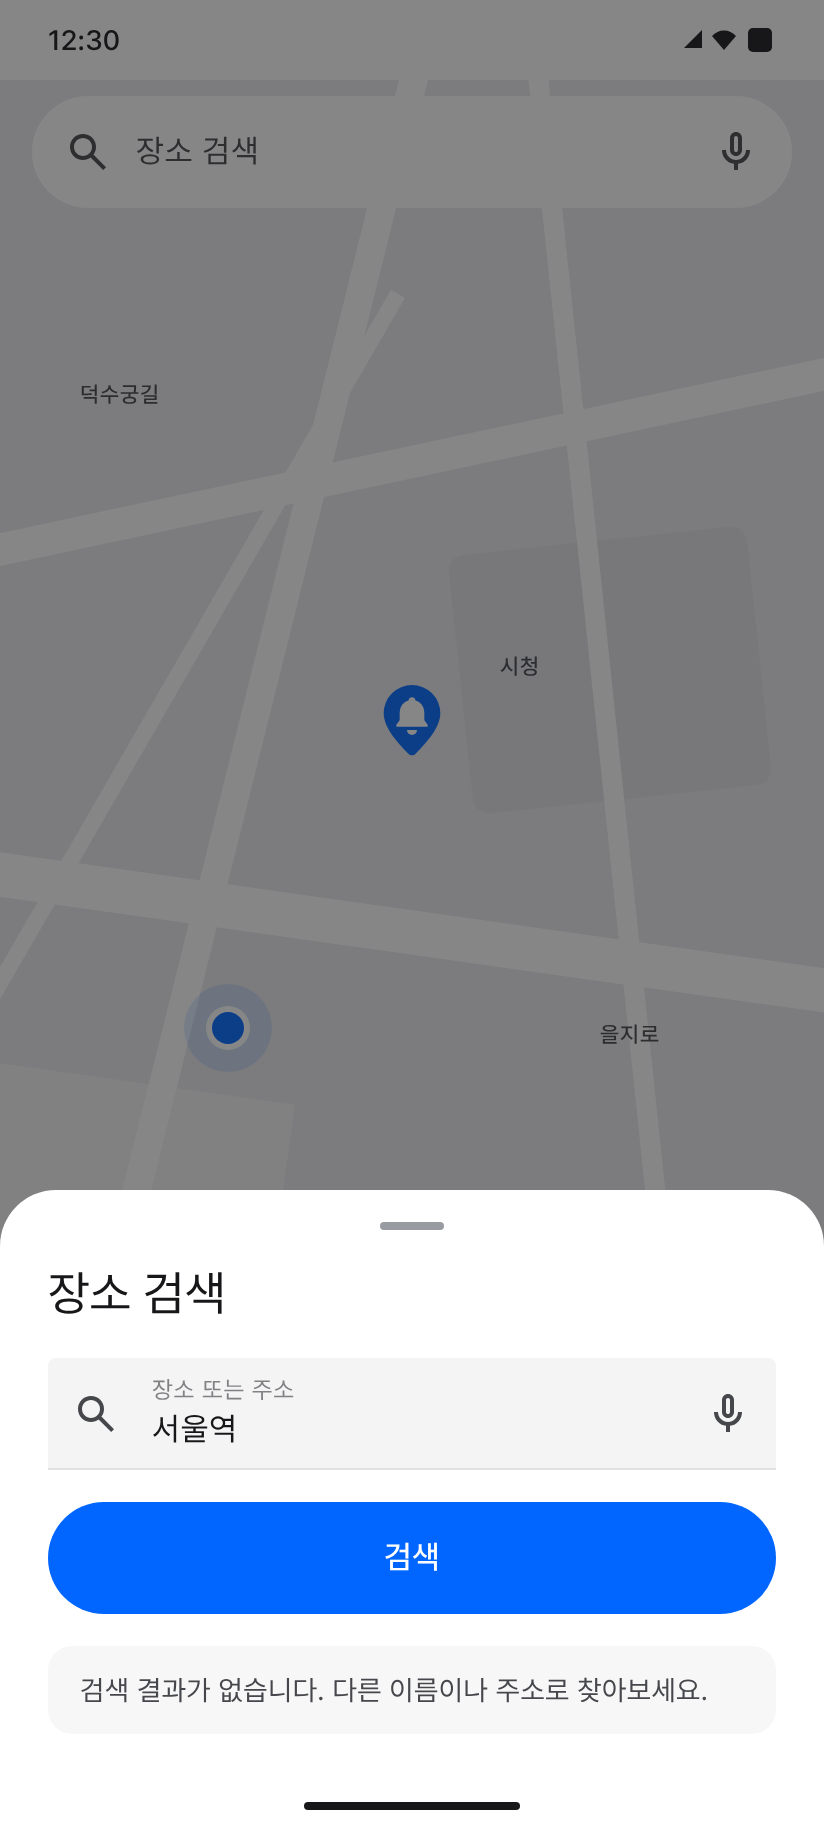 12:30
장소 검색
덕수궁길
시청
을지로
장소 검색
장소 또는 주소
서울역
검색
검색 결과가 없습니다. 다른 이름이나 주소로 찾아보세요.